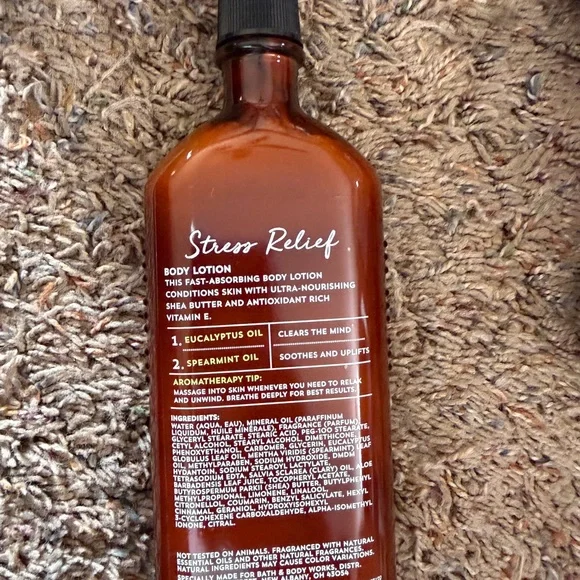 Stress Relief
BODY LOTION
THIS FAST-ABSORBING BODY LOTION
CONDITIONS SKIN WITH ULTRA-NOURISHING
SHEA BUTTER AND ANTIOXIDANT RICH
VITAMIN E.
1. EUCALYPTUS OIL CLEARS THE MIND
2. SPEARMINT OIL SOOTHES AND UPLIFTS
AROMATHERAPY TIP:
MASSAGE INTO SKIN WHENEVER YOU NEED TO RELAX
AND UNWIND. BREATHE DEEPLY FOR BEST RESULTS.
INGREDIENTS:
WATER (AQUA, EAU), MINERAL OIL (PARAFFINUM
LIQUIDUM, HUILE MINÉRALE), FRAGRANCE (PARFUM),
GLYCERYL STEARATE, STEARIC ACID, PEG-100 STEARATE,
CETYL ALCOHOL, STEARYL ALCOHOL, DIMETHICONE,
PHENOXYETHANOL, CARBOMER, GLYCERIN, EUCALYPTUS
GLOBULUS LEAF OIL, MENTHA VIRIDIS (SPEARMINT) LEAF
OIL, METHYLPARABEN, SODIUM HYDROXIDE, DMDM
HYDANTOIN, SODIUM STEAROYL LACTYLATE,
TETRASODIUM EDTA, SALVIA SCLAREA (CLARY) OIL, ALOE
BARBADENSIS LEAF JUICE, TOCOPHERYL ACETATE,
BUTYROSPERMUM PARKII (SHEA) BUTTER, BUTYLPHENYL
METHYLPROPIONAL, LIMONENE, LINALOOL,
CITRONELLOL, COUMARIN, BENZYL SALICYLATE, HEXYL
CINNAMAL, GERANIOL, HYDROXYISOHEXYL
3-CYCLOHEXENE CARBOXALDEHYDE, ALPHA-ISOMETHYL
IONONE, CITRAL.
NOT TESTED ON ANIMALS. FRAGRANCED WITH NATURAL
ESSENTIAL OILS AND OTHER NATURAL FRAGRANCES.
NATURAL INGREDIENTS MAY CAUSE COLOR VARIATIONS.
SPECIALLY MADE FOR BATH & BODY WORKS, DISTR.
NEW ALBANY, OH 43054